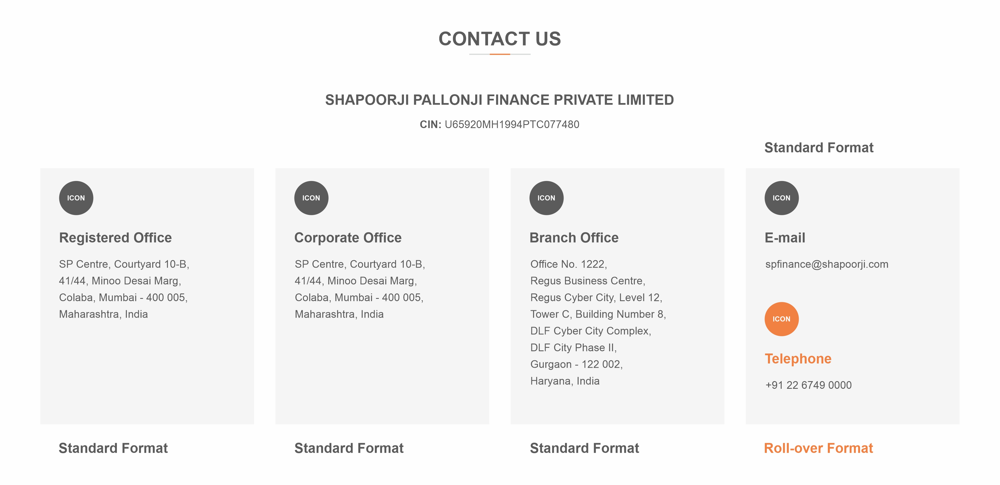 CONTACT US
SHAPOORJI PALLONJI FINANCE PRIVATE LIMITED
CIN: U65920MH1994PTC077480
Standard Format
ICON
Registered Office
SP Centre, Courtyard 10-B,
41/44, Minoo Desai Marg,
Colaba, Mumbai - 400 005,
Maharashtra, India
Standard Format
ICON
Corporate Office
SP Centre, Courtyard 10-B,
41/44, Minoo Desai Marg,
Colaba, Mumbai - 400 005,
Maharashtra, India
Standard Format
ICON
Branch Office
Office No. 1222,
Regus Business Centre,
Regus Cyber City, Level 12,
Tower C, Building Number 8,
DLF Cyber City Complex,
DLF City Phase II,
Gurgaon - 122 002,
Haryana, India
Standard Format
ICON
E-mail
spfinance@shapoorji.com
ICON
Telephone
+91 22 6749 0000
Roll-over Format